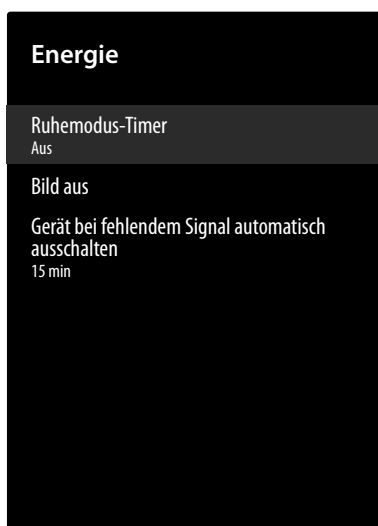 Energie
Ruhemodus-Timer
Aus
Bild aus
Gerät bei fehlendem Signal automatisch
ausschalten
15 min